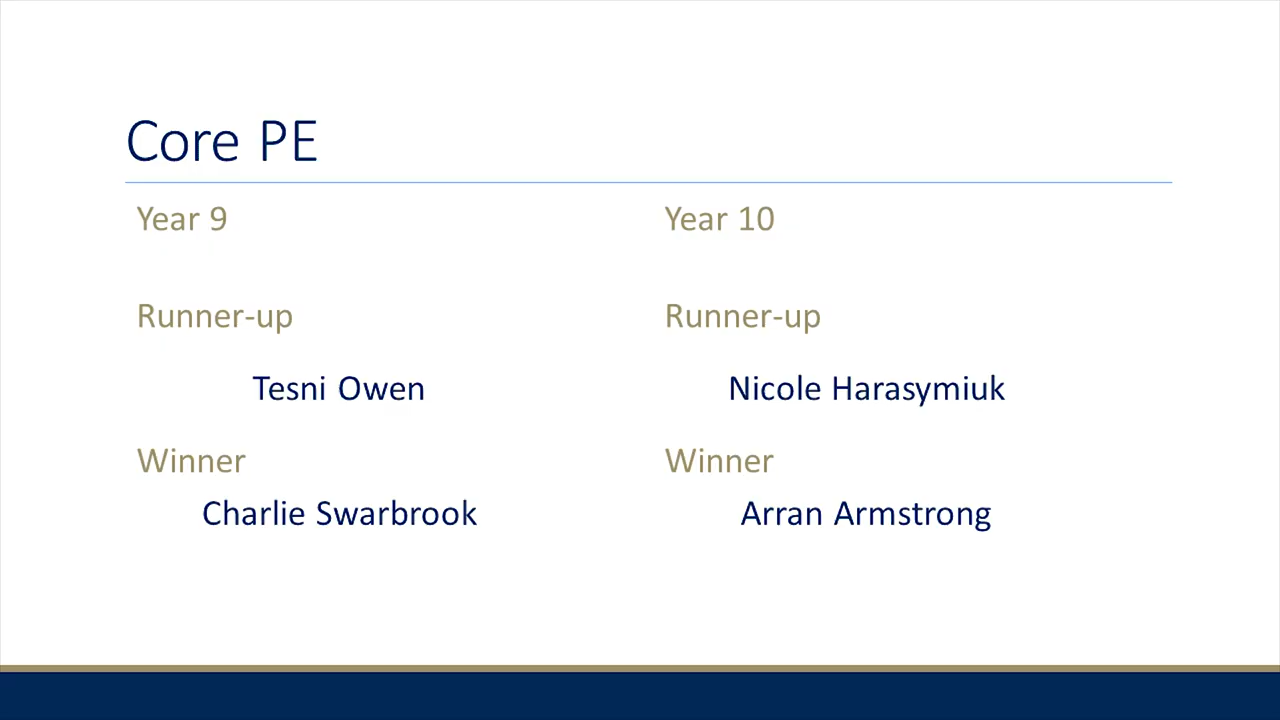 Core PE
Year 9
Runner-up
Tesni Owen
Winner
Charlie Swarbrook
Year 10
Runner-up
Nicole Harasymiuk
Winner
Arran Armstrong